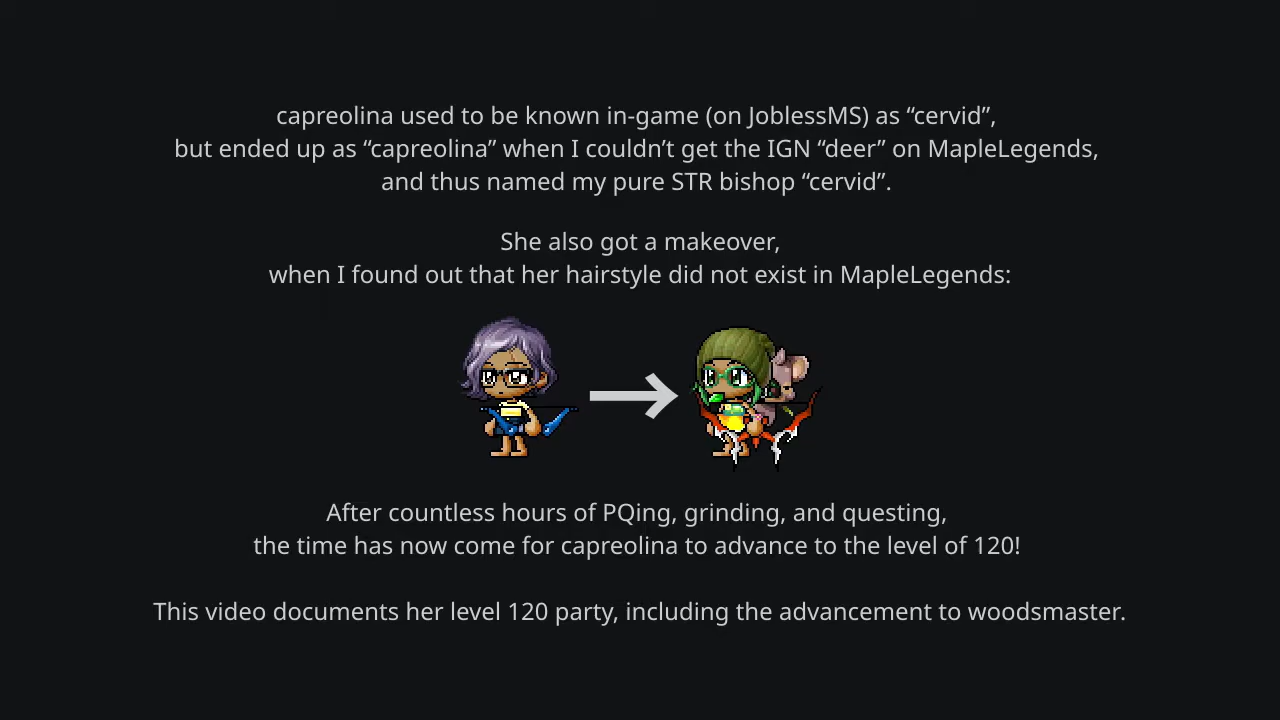 capreolina used to be known in-game (on JoblessMS) as “cervid”,
but ended up as “capreolina” when I couldn’t get the IGN “deer” on MapleLegends,
and thus named my pure STR bishop “cervid”.
She also got a makeover,
when I found out that her hairstyle did not exist in MapleLegends:
After countless hours of PQing, grinding, and questing,
the time has now come for capreolina to advance to the level of 120!
This video documents her level 120 party, including the advancement to woodsmaster.